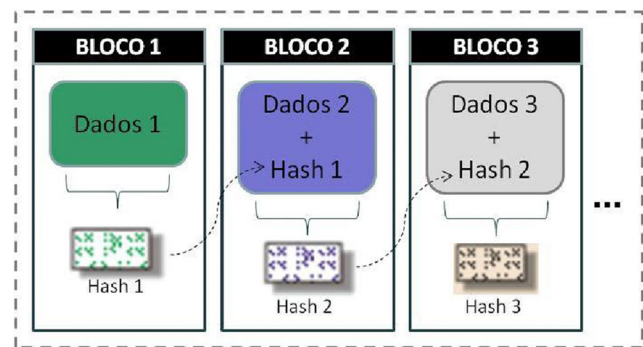 BLOCO 1
Dados 1
Hash 1
BLOCO 2
Dados 2
+
Hash 1
Hash 2
BLOCO 3
Dados 3
+
Hash 2
Hash 3
...